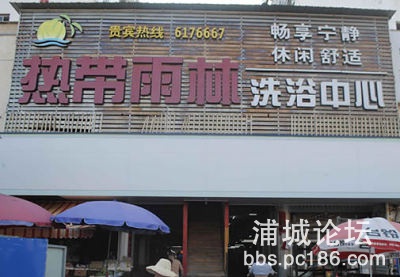 贵宾热线 6176667
畅享宁静
休闲舒适
热带雨林 洗浴中心
浦城论坛
bbs.pc186.com